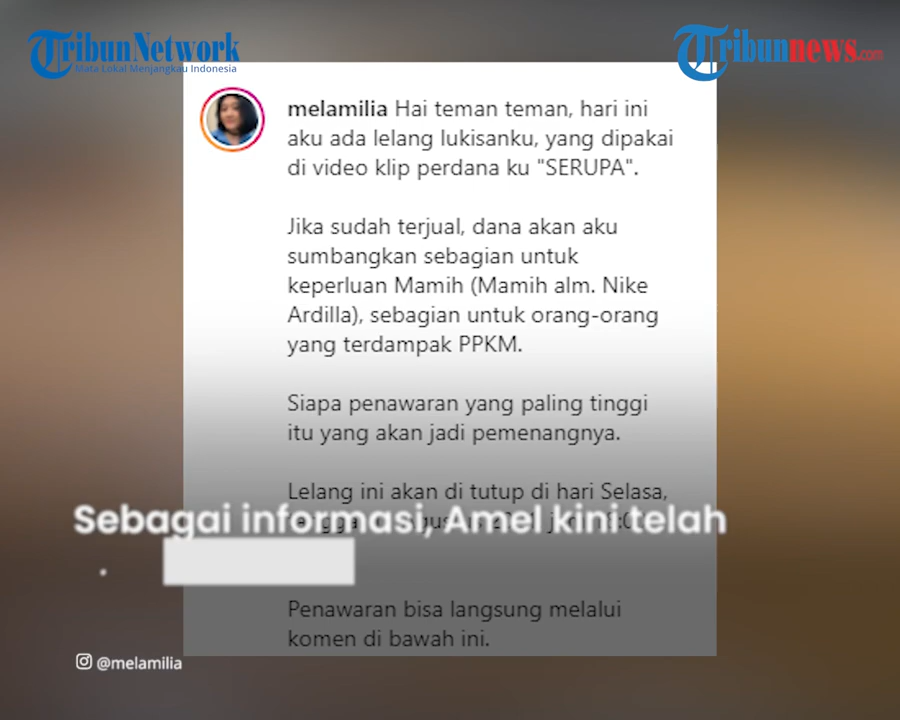 TribunNetwork
Mata Lokal Menjangkau Indonesia
Tribunnews.com
melamilia Hai teman teman, hari ini
aku ada lelang lukisanku, yang dipakai
di video klip perdana ku "SERUPA".
Jika sudah terjual, dana akan aku
sumbangkan sebagian untuk
keperluan Mamih (Mamih alm. Nike
Ardilla), sebagian untuk orang-orang
yang terdampak PPKM.
Siapa penawaran yang paling tinggi
itu yang akan jadi pemenangnya.
Lelang ini akan di tutup di hari Selasa,
Sebagai informasi, Amel kini telah
Penawaran bisa langsung melalui
komen di bawah ini.
@melamilia